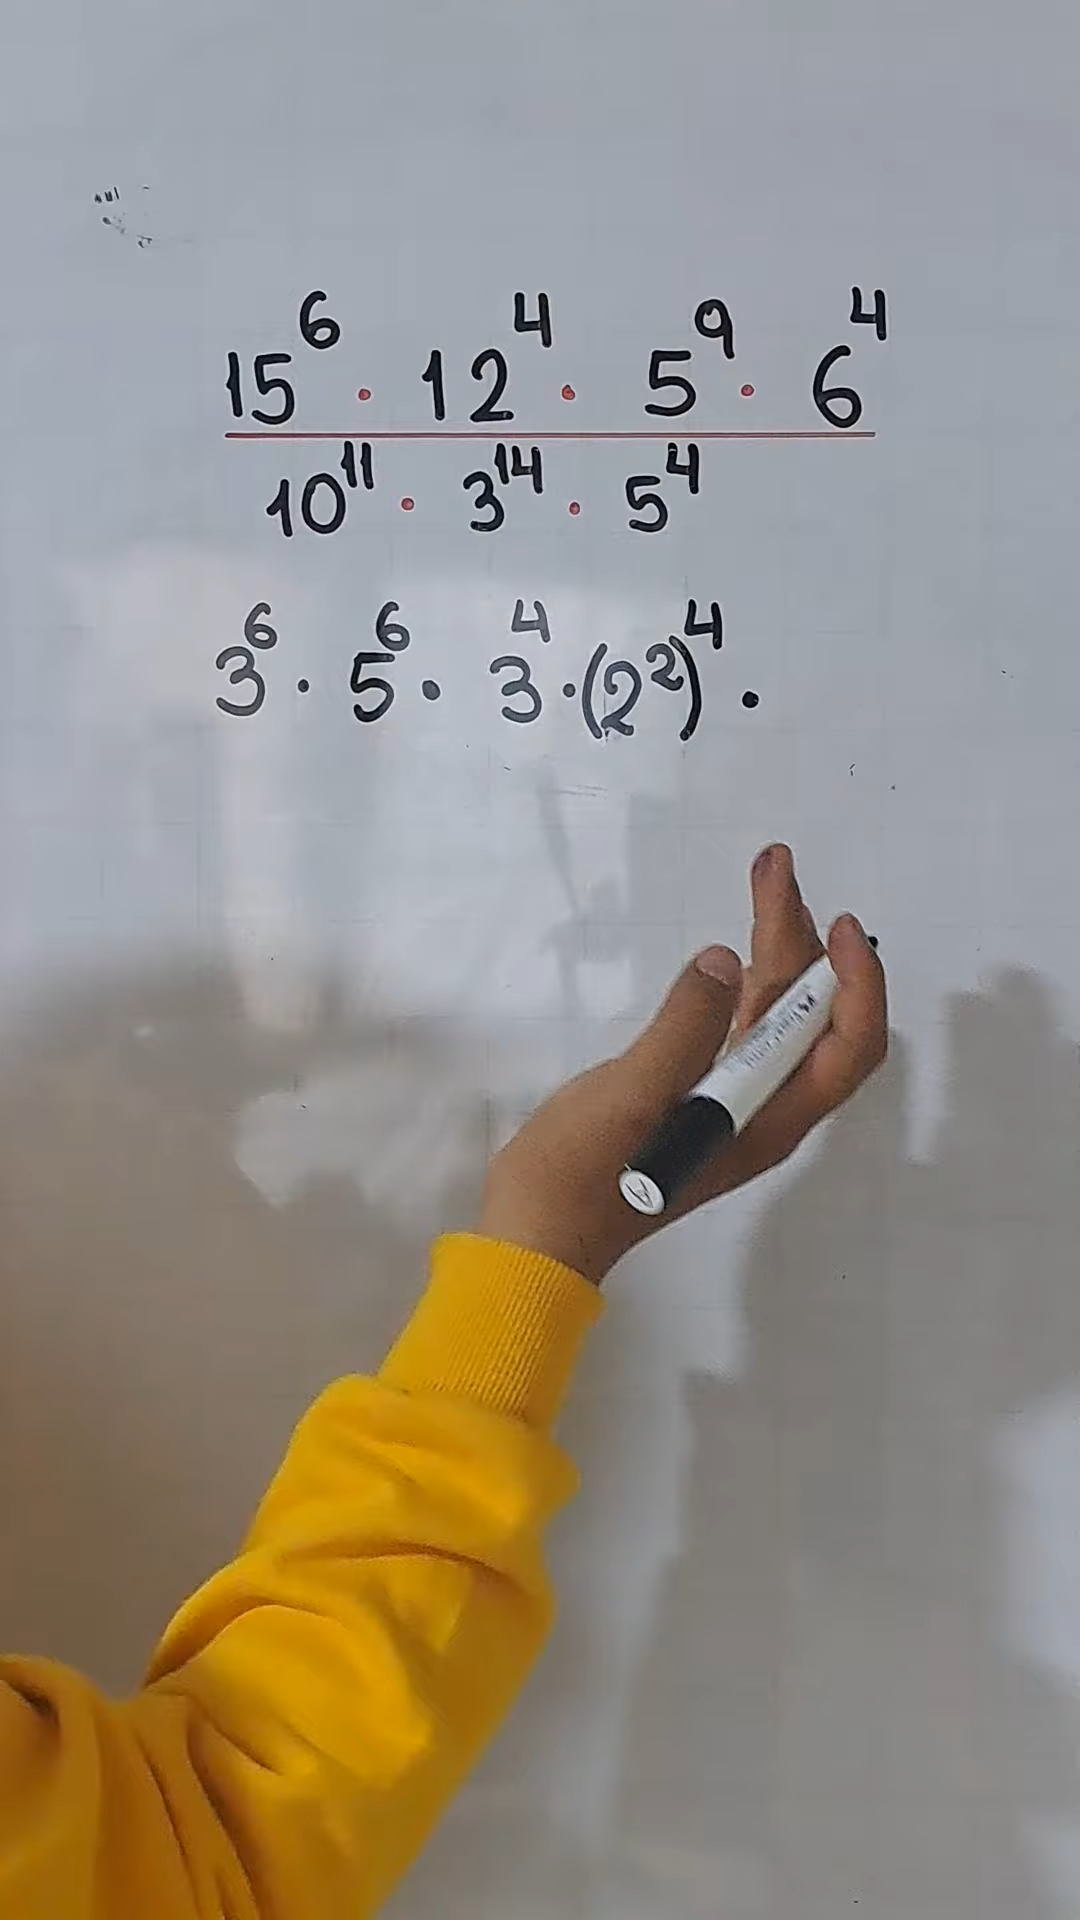 15⁶ · 12⁴ · 5⁹ · 6⁴
10¹¹ · 3¹⁴ · 5⁴
3⁶ · 5⁶ · 3⁴ · (2²)⁴ ·